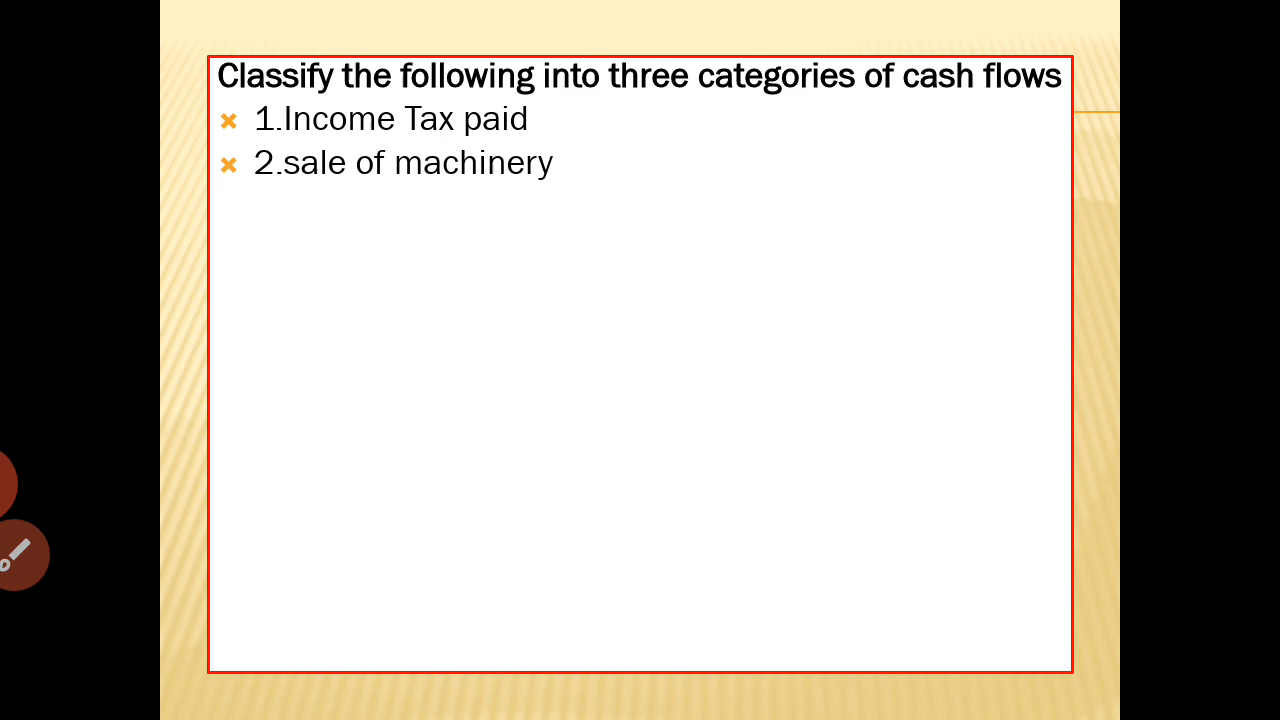 Classify the following into three categories of cash flows
1.Income Tax paid
2.sale of machinery